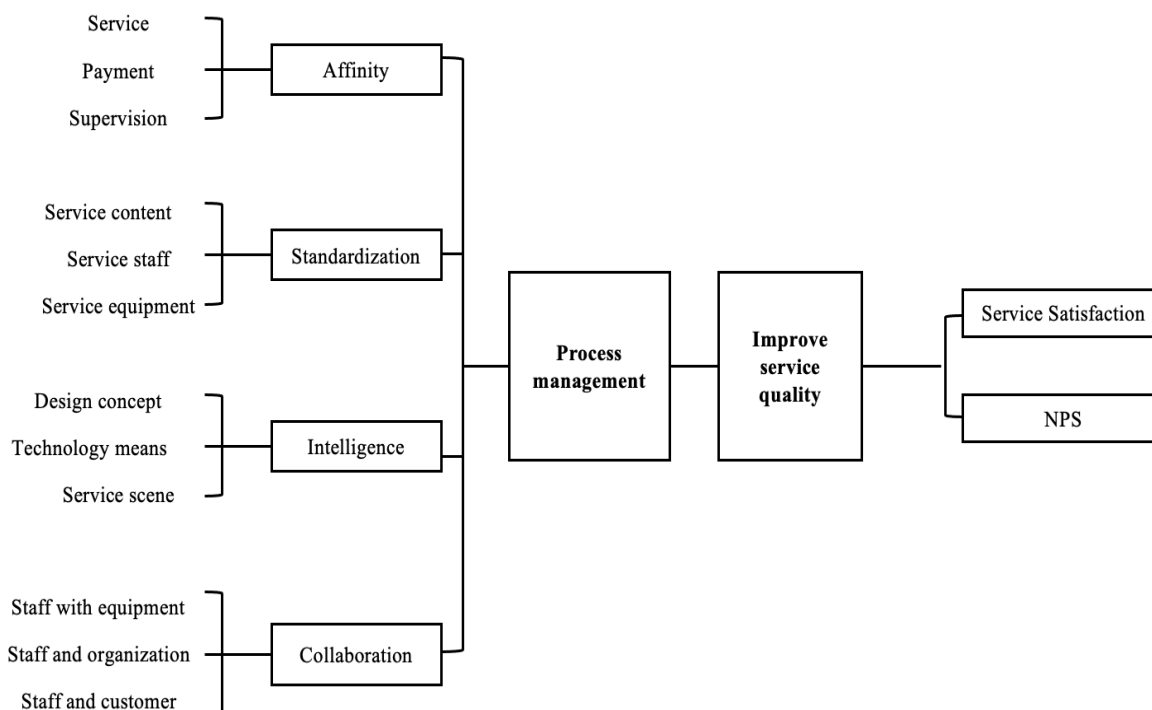 Service
Payment
Supervision
Affinity
Service content
Service staff
Service equipment
Standardization
Design concept
Technology means
Service scene
Intelligence
Staff with equipment
Staff and organization
Staff and customer
Collaboration
Process
management
Improve
service
quality
Service Satisfaction
NPS